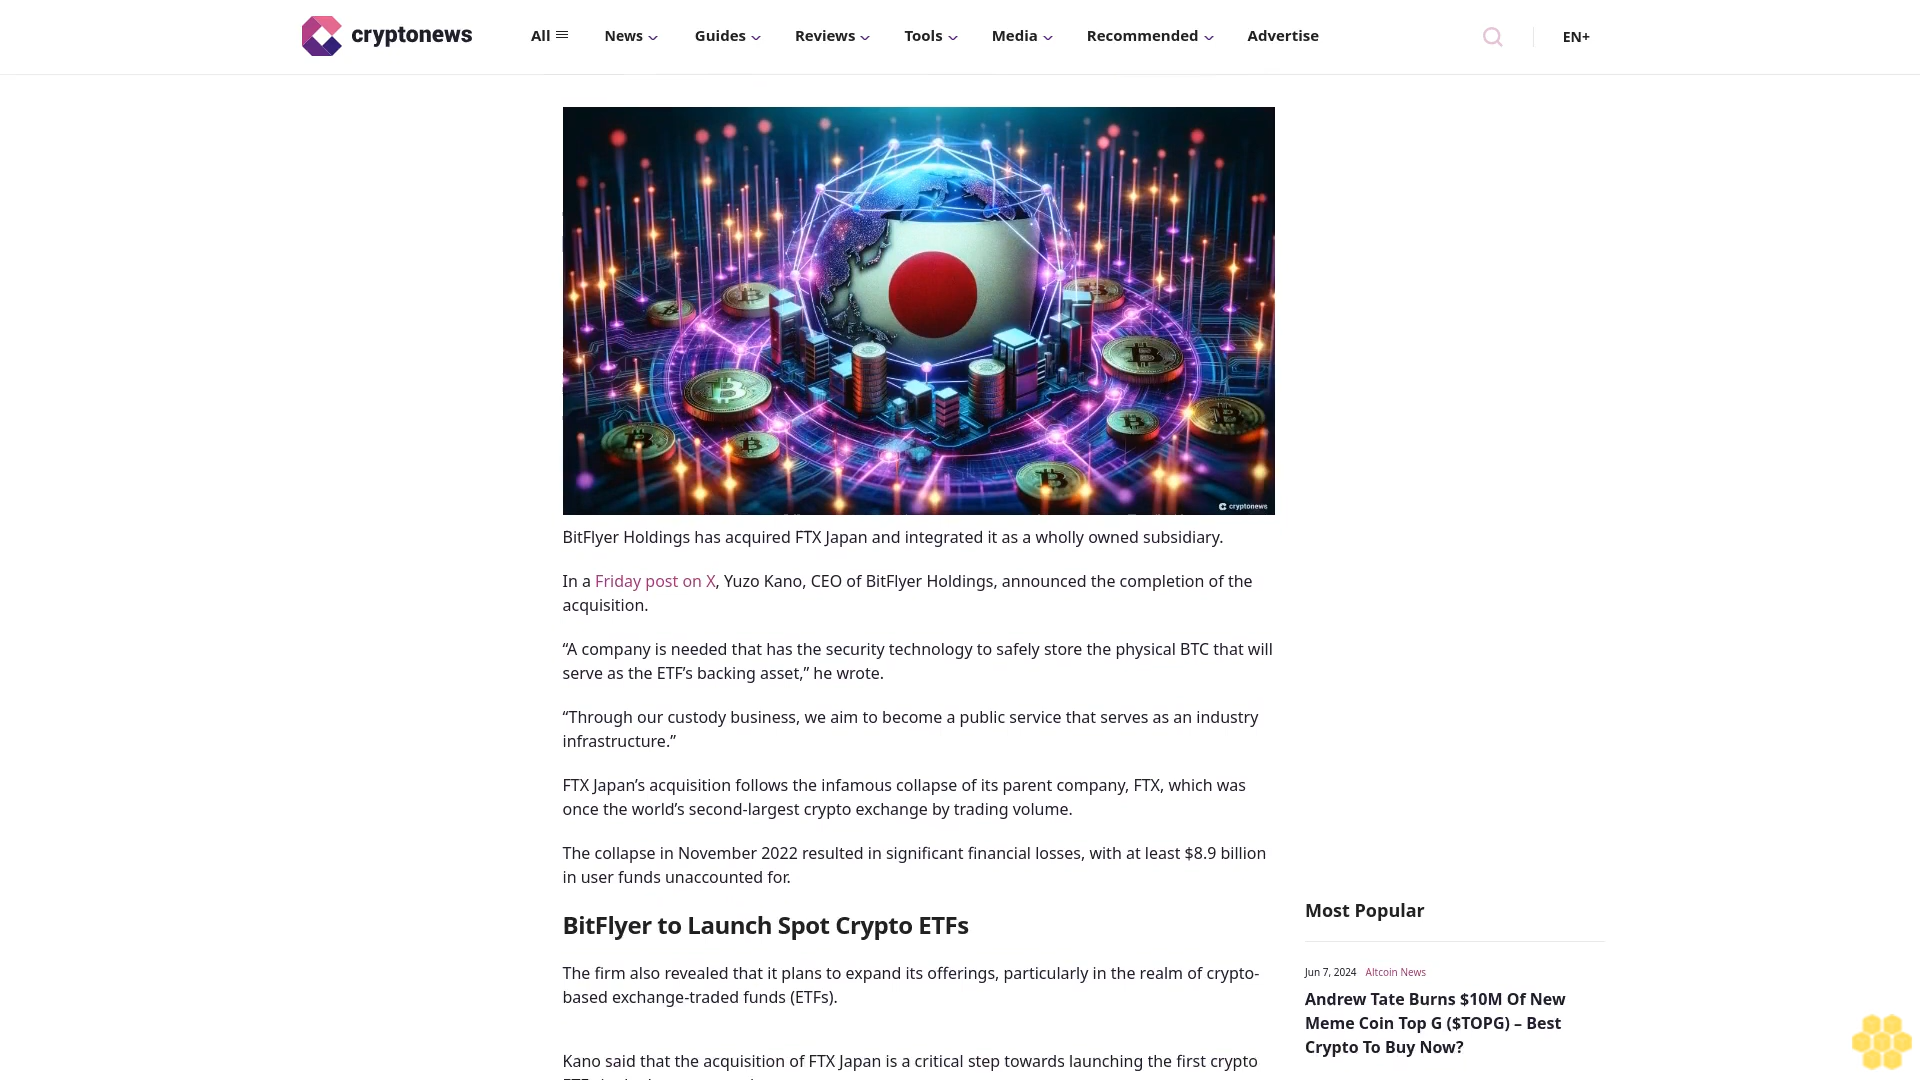 cryptonews
All
News
Guides
Reviews
Tools
Media
Recommended
Advertise
EN+
cryptonews
BitFlyer Holdings has acquired FTX Japan and integrated it as a wholly owned subsidiary.
In a Friday post on X, Yuzo Kano, CEO of BitFlyer Holdings, announced the completion of the
acquisition.
“A company is needed that has the security technology to safely store the physical BTC that will
serve as the ETF’s backing asset,” he wrote.
“Through our custody business, we aim to become a public service that serves as an industry
infrastructure.”
FTX Japan’s acquisition follows the infamous collapse of its parent company, FTX, which was
once the world’s second-largest crypto exchange by trading volume.
The collapse in November 2022 resulted in significant financial losses, with at least $8.9 billion
in user funds unaccounted for.
BitFlyer to Launch Spot Crypto ETFs
The firm also revealed that it plans to expand its offerings, particularly in the realm of crypto-
based exchange-traded funds (ETFs).
Kano said that the acquisition of FTX Japan is a critical step towards launching the first crypto
Most Popular
Jun 7, 2024 Altcoin News
Andrew Tate Burns $10M Of New
Meme Coin Top G ($TOPG) – Best
Crypto To Buy Now?